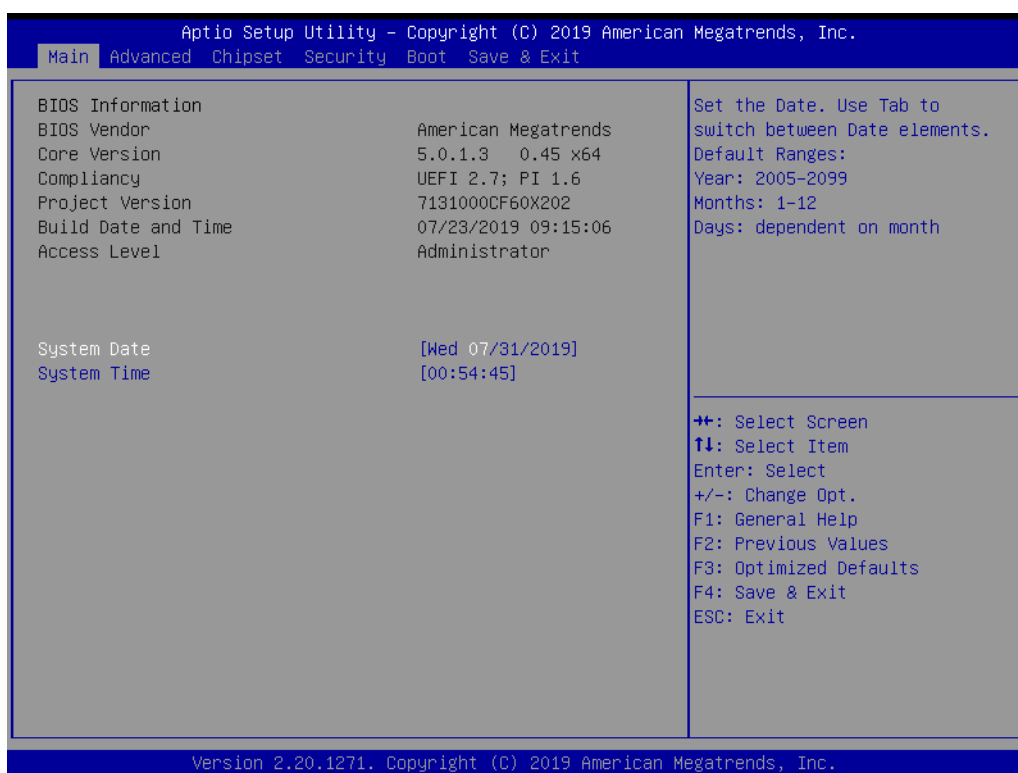 Aptio Setup Utility – Copyright (C) 2019 American Megatrends, Inc.
Main Advanced Chipset Security Boot Save & Exit
BIOS Information
BIOS Vendor American Megatrends
Core Version 5.0.1.3 0.45 x64
Compliancy UEFI 2.7; PI 1.6
Project Version 7131000CF60X202
Build Date and Time 07/23/2019 09:15:06
Access Level Administrator
System Date [Wed 07/31/2019]
System Time [00:54:45]
Set the Date. Use Tab to
switch between Date elements.
Default Ranges:
Year: 2005-2099
Months: 1-12
Days: dependent on month
→←: Select Screen
↑↓: Select Item
Enter: Select
+/-: Change Opt.
F1: General Help
F2: Previous Values
F3: Optimized Defaults
F4: Save & Exit
ESC: Exit
Version 2.20.1271. Copyright (C) 2019 American Megatrends, Inc.